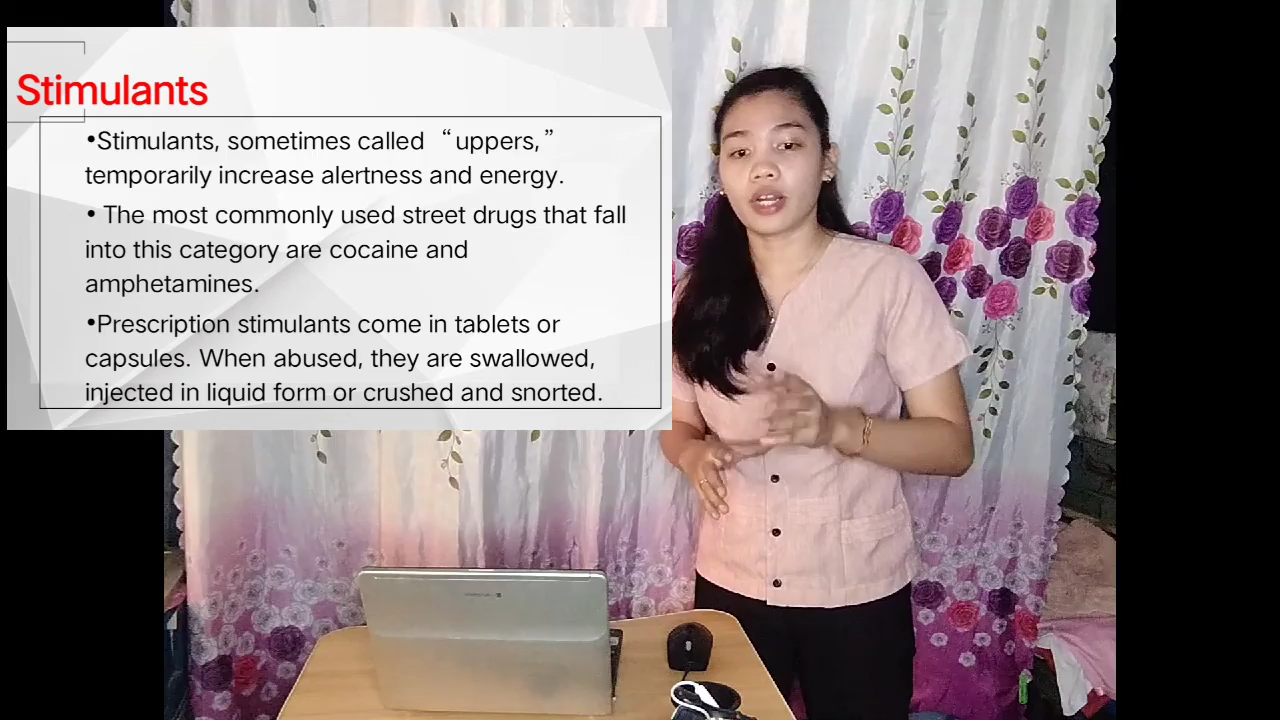 Stimulants
•Stimulants, sometimes called “uppers,”
temporarily increase alertness and energy.
• The most commonly used street drugs that fall
into this category are cocaine and
amphetamines.
•Prescription stimulants come in tablets or
capsules. When abused, they are swallowed,
injected in liquid form or crushed and snorted.